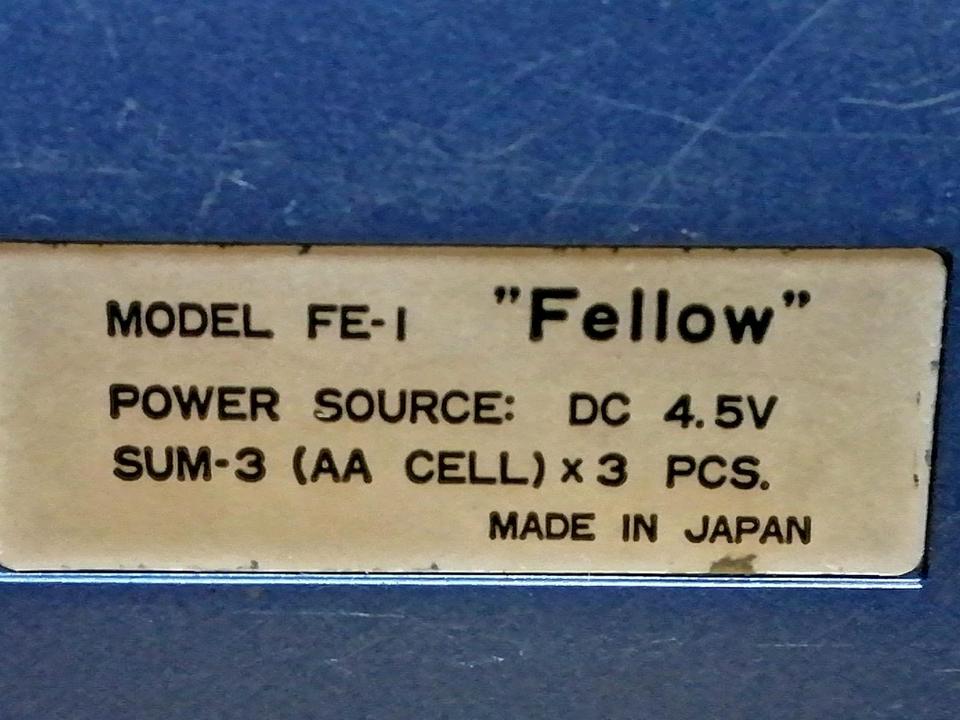 MODEL FE-1 "Fellow"
POWER SOURCE: DC 4.5V
SUM-3 (AA CELL) x 3 PCS.
MADE IN JAPAN